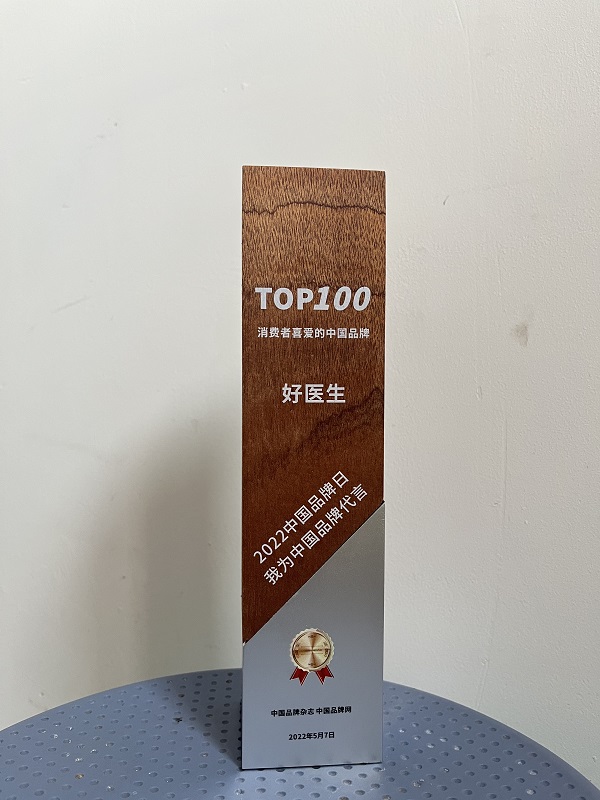 TOP100
消费者喜爱的中国品牌
好医生
2022中国品牌日
我为中国品牌代言
中国品牌杂志 中国品牌网
2022年5月7日